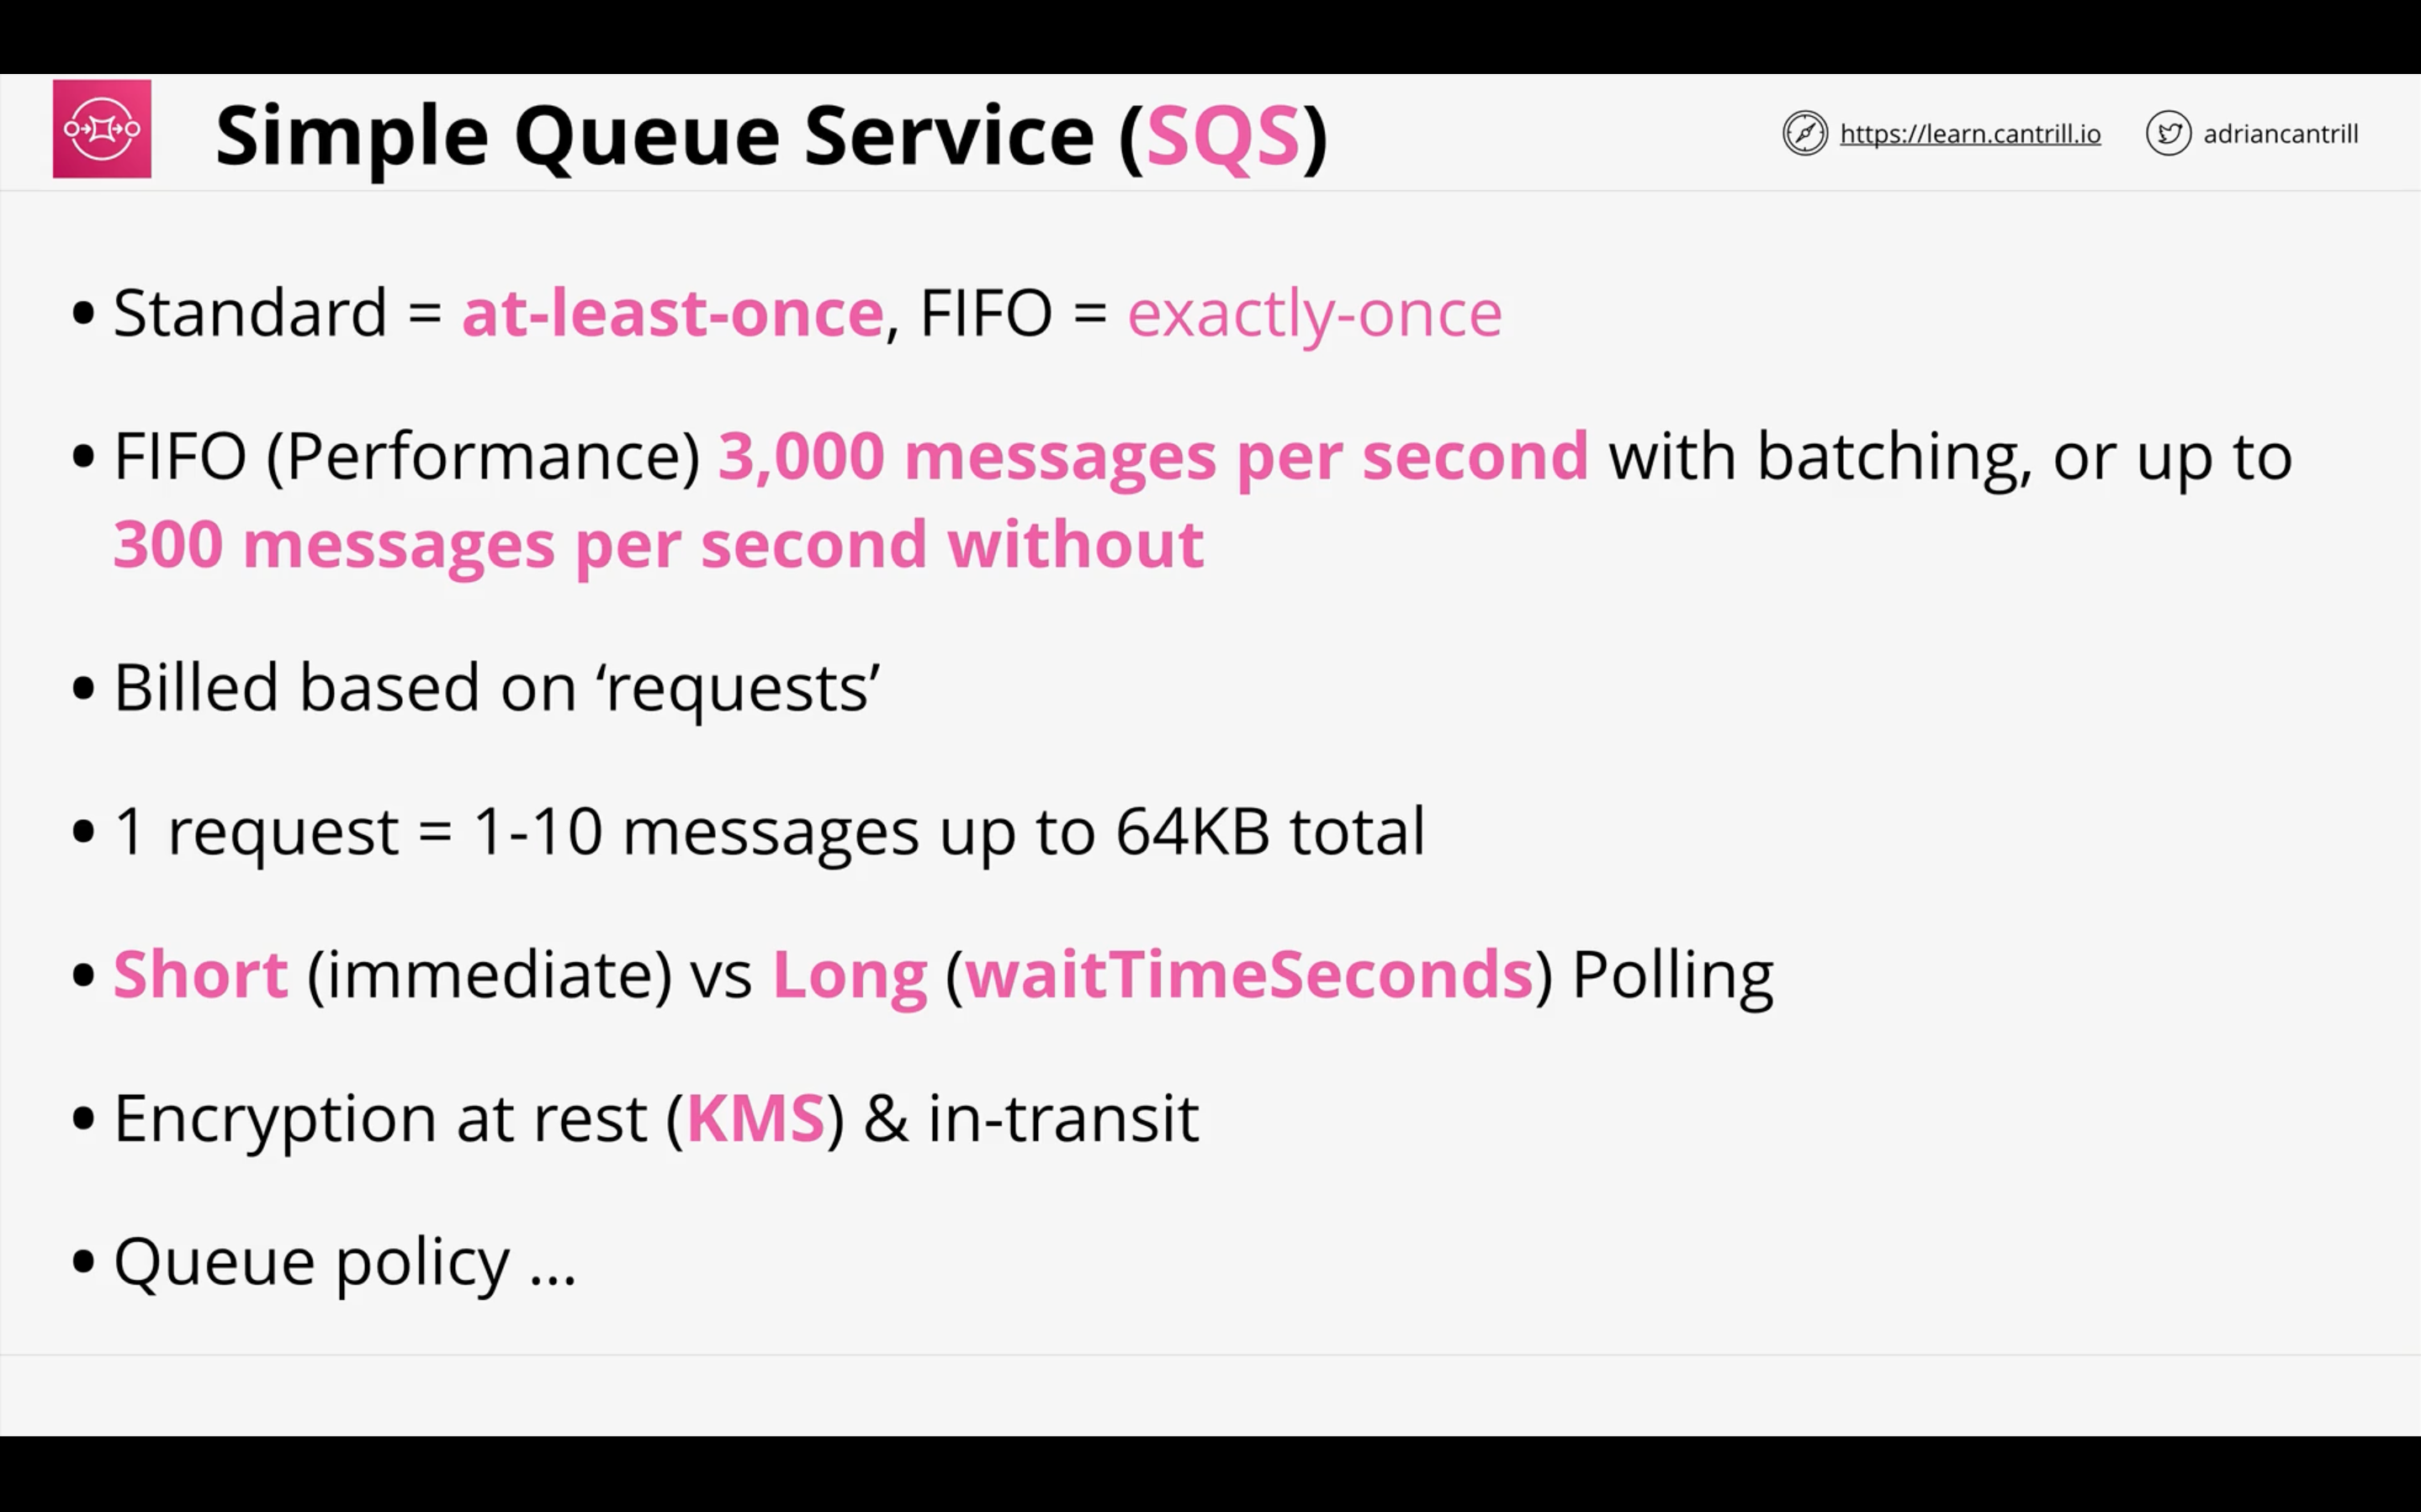 Simple Queue Service (SQS)
https://learn.cantrill.io
adriancantrill
• Standard = at-least-once, FIFO = exactly-once
• FIFO (Performance) 3,000 messages per second with batching, or up to
300 messages per second without
• Billed based on ‘requests’
• 1 request = 1-10 messages up to 64KB total
• Short (immediate) vs Long (waitTimeSeconds) Polling
• Encryption at rest (KMS) & in-transit
• Queue policy ...